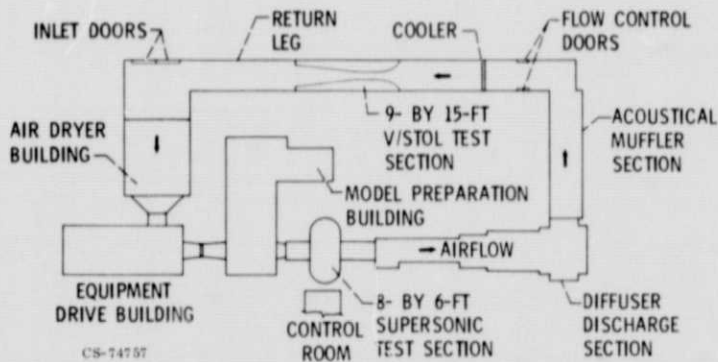 INLET DOORS
RETURN
LEG
COOLER
FLOW CONTROL
DOORS
9- BY 15-FT
V/STOL TEST
SECTION
ACOUSTICAL
MUFFLER
SECTION
AIR DRYER
BUILDING
MODEL PREPARATION
BUILDING
AIRFLOW
EQUIPMENT
DRIVE BUILDING
CONTROL
ROOM
8- BY 6-FT
SUPERSONIC
TEST SECTION
DIFFUSER
DISCHARGE
SECTION
CS-74757